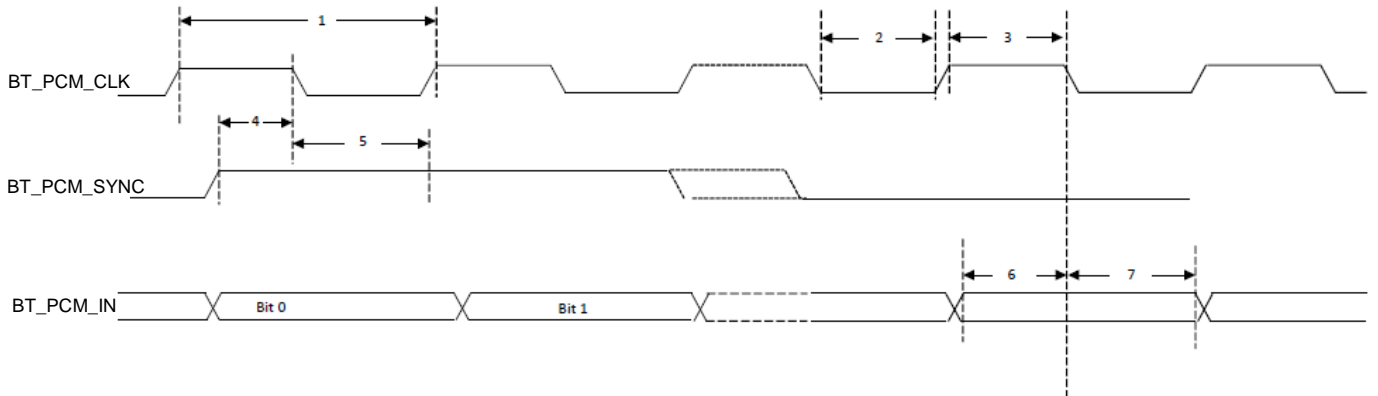 1
2
3
BT_PCM_CLK
4
5
BT_PCM_SYNC
6
7
BT_PCM_IN
Bit 0
Bit 1